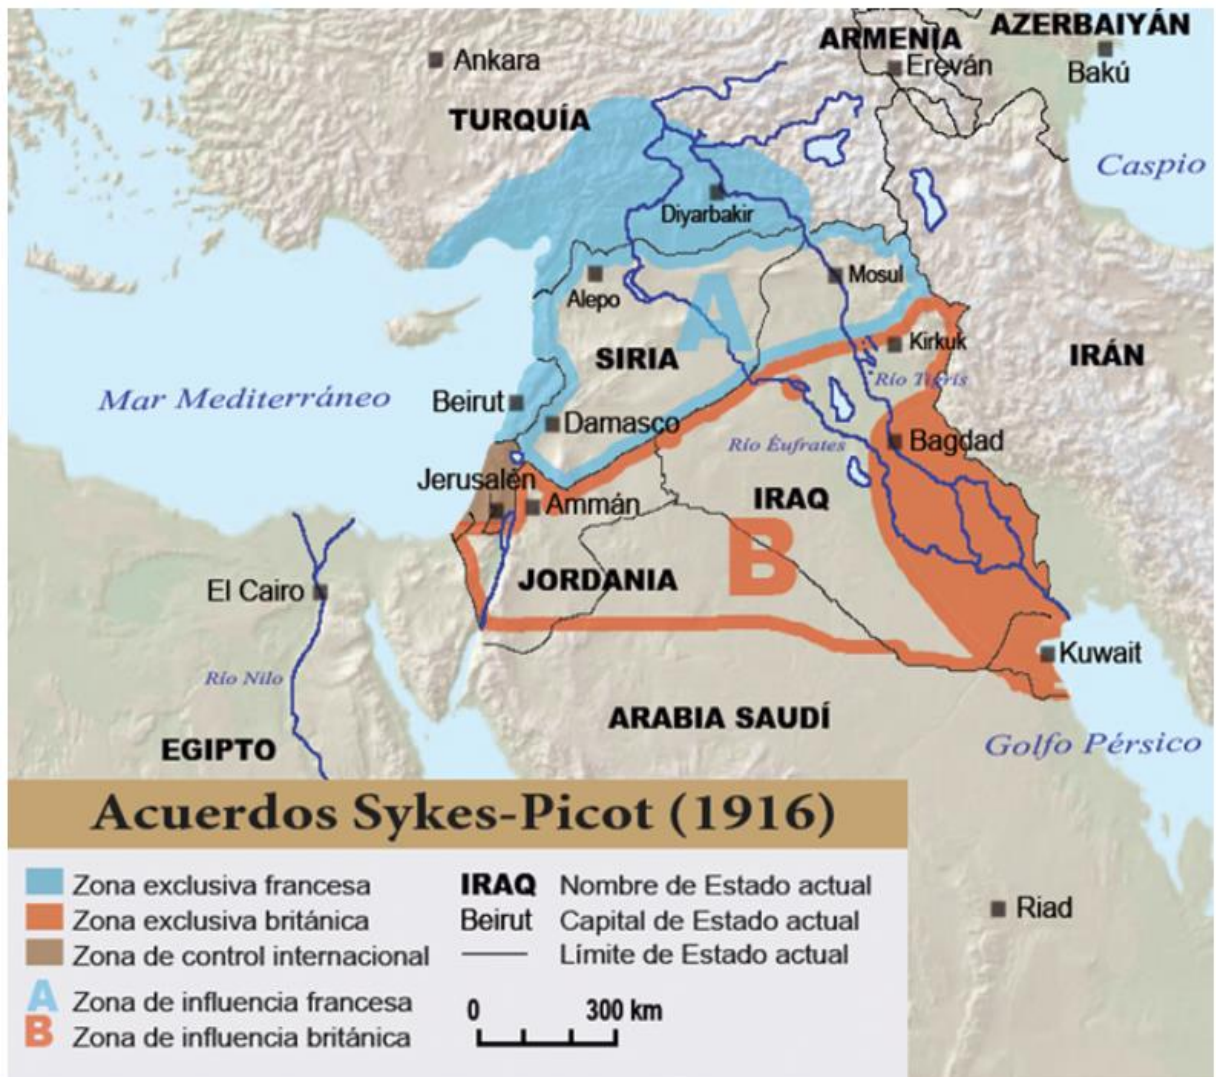 ARMENIA
AZERBAIYÁN
Ankara
Ereván
Bakú
TURQUÍA
Caspio
Diyarbakir
Mosul
Alepo
A
Kirkuk
SIRIA
IRÁN
Río Tigris
Mar Mediterráneo
Beirut
Damasco
Río Éufrates
Bagdad
Jerusalén
Ammán
IRAQ
B
JORDANIA
El Cairo
Kuwait
Río Nilo
ARABIA SAUDÍ
EGIPTO
Golfo Pérsico
Acuerdos Sykes-Picot (1916)
Zona exclusiva francesa
Zona exclusiva británica
Zona de control internacional
A Zona de influencia francesa
B Zona de influencia británica
IRAQ Nombre de Estado actual
Beirut Capital de Estado actual
Límite de Estado actual
0 300 km
Riad